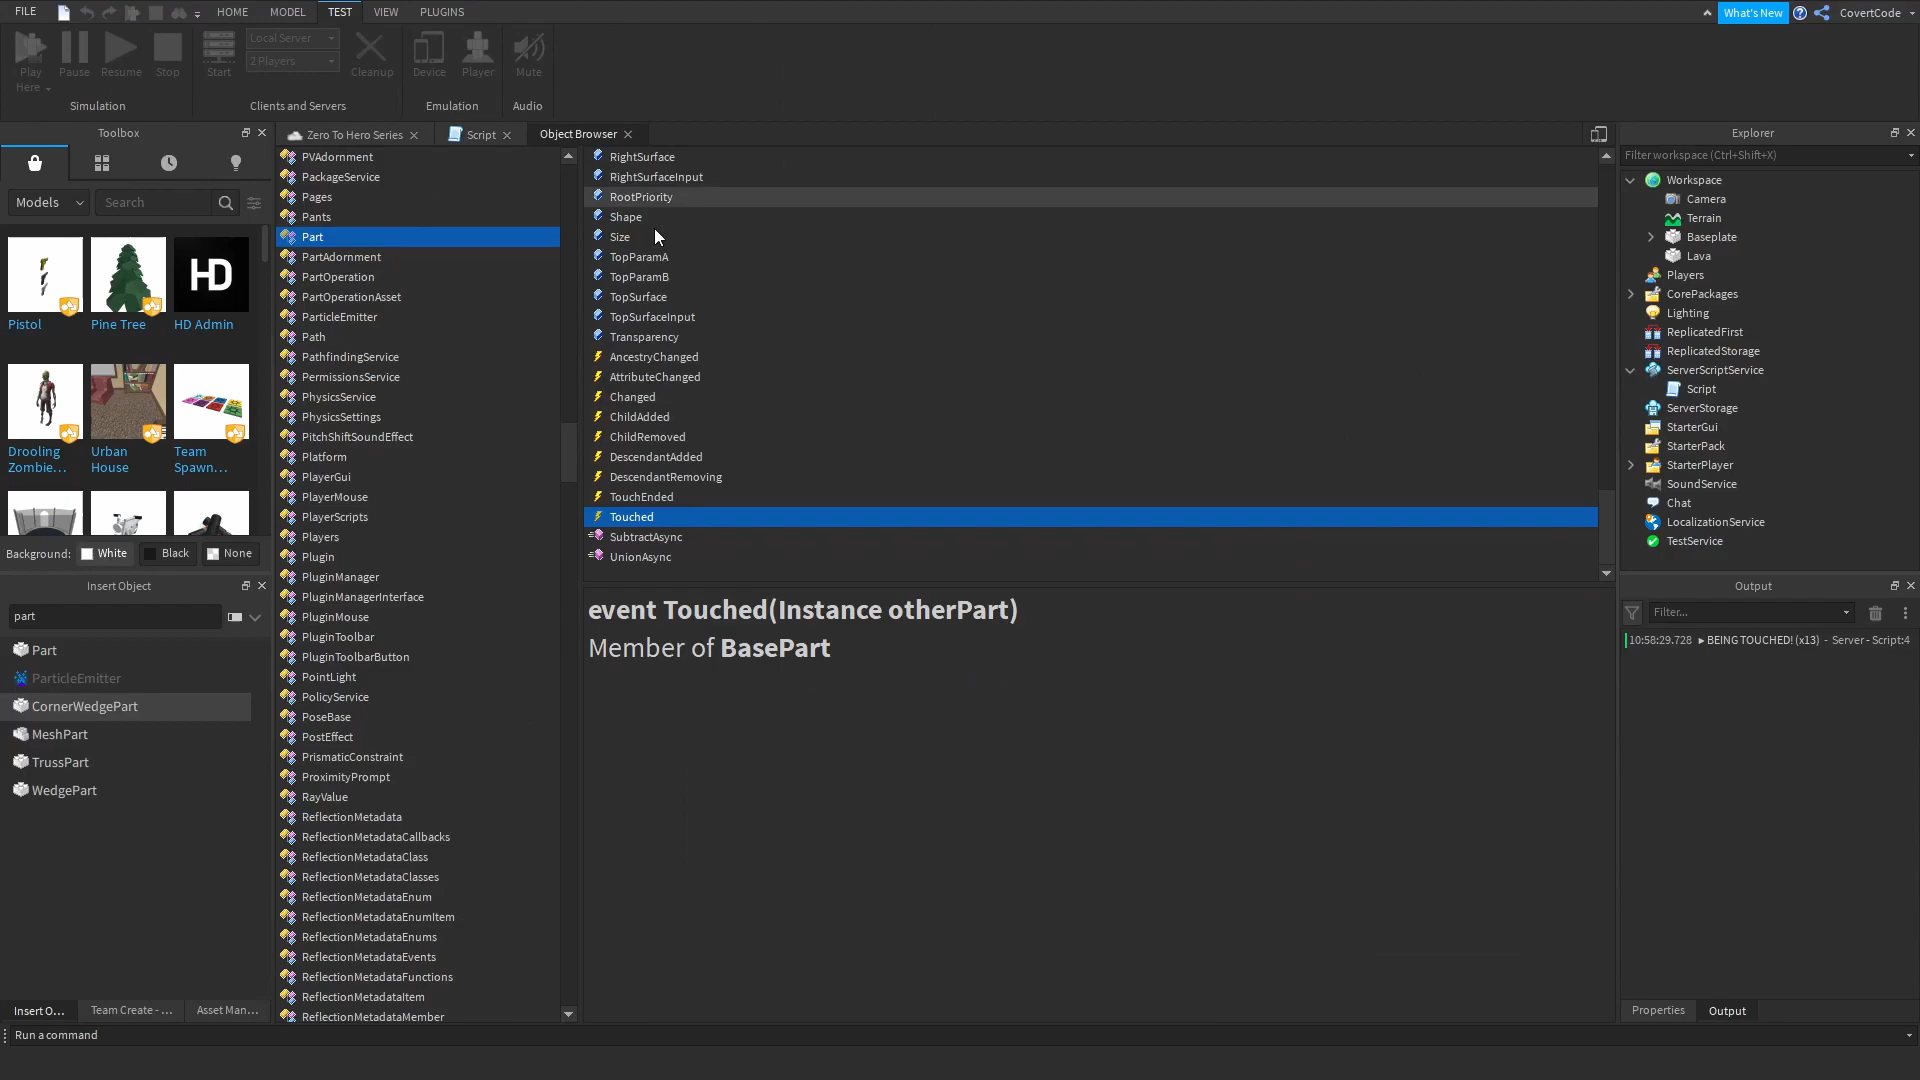 FILE
HOME
MODEL
TEST
VIEW
PLUGINS
What's New
CovertCode
Play
Here
Pause
Resume
Stop
Simulation
Start
Local Server
2 Players
Cleanup
Clients and Servers
Device
Player
Emulation
Mute
Audio
Toolbox
Models
Search
Pistol
Pine Tree
HD
HD Admin
Drooling
Zombie...
Urban
House
Team
Spawn...
Background:
White
Black
None
Insert Object
part
Part
ParticleEmitter
CornerWedgePart
MeshPart
TrussPart
WedgePart
Insert O...
Team Create - ...
Asset Man...
Run a command
Zero To Hero Series
Script
Object Browser
PVAdornment
PackageService
Pages
Pants
Part
PartAdornment
PartOperation
PartOperationAsset
ParticleEmitter
Path
PathfindingService
PermissionsService
PhysicsService
PhysicsSettings
PitchShiftSoundEffect
Platform
PlayerGui
PlayerMouse
PlayerScripts
Players
Plugin
PluginManager
PluginManagerInterface
PluginMouse
PluginToolbar
PluginToolbarButton
PointLight
PolicyService
PoseBase
PostEffect
PrismaticConstraint
ProximityPrompt
RayValue
ReflectionMetadata
ReflectionMetadataCallbacks
ReflectionMetadataClass
ReflectionMetadataClasses
ReflectionMetadataEnum
ReflectionMetadataEnumItem
ReflectionMetadataEnums
ReflectionMetadataEvents
ReflectionMetadataFunctions
ReflectionMetadataItem
ReflectionMetadataMember
RightSurface
RightSurfaceInput
RootPriority
Shape
Size
TopParamA
TopParamB
TopSurface
TopSurfaceInput
Transparency
AncestryChanged
AttributeChanged
Changed
ChildAdded
ChildRemoved
DescendantAdded
DescendantRemoving
TouchEnded
Touched
SubtractAsync
UnionAsync
event Touched(Instance otherPart)
Member of BasePart
Explorer
Filter workspace (Ctrl+Shift+X)
Workspace
Camera
Terrain
Baseplate
Lava
Players
CorePackages
Lighting
ReplicatedFirst
ReplicatedStorage
ServerScriptService
Script
ServerStorage
StarterGui
StarterPack
StarterPlayer
SoundService
Chat
LocalizationService
TestService
Output
Filter...
10:58:29.728 ▸ BEING TOUCHED! (x13) - Server - Script:4
Properties
Output